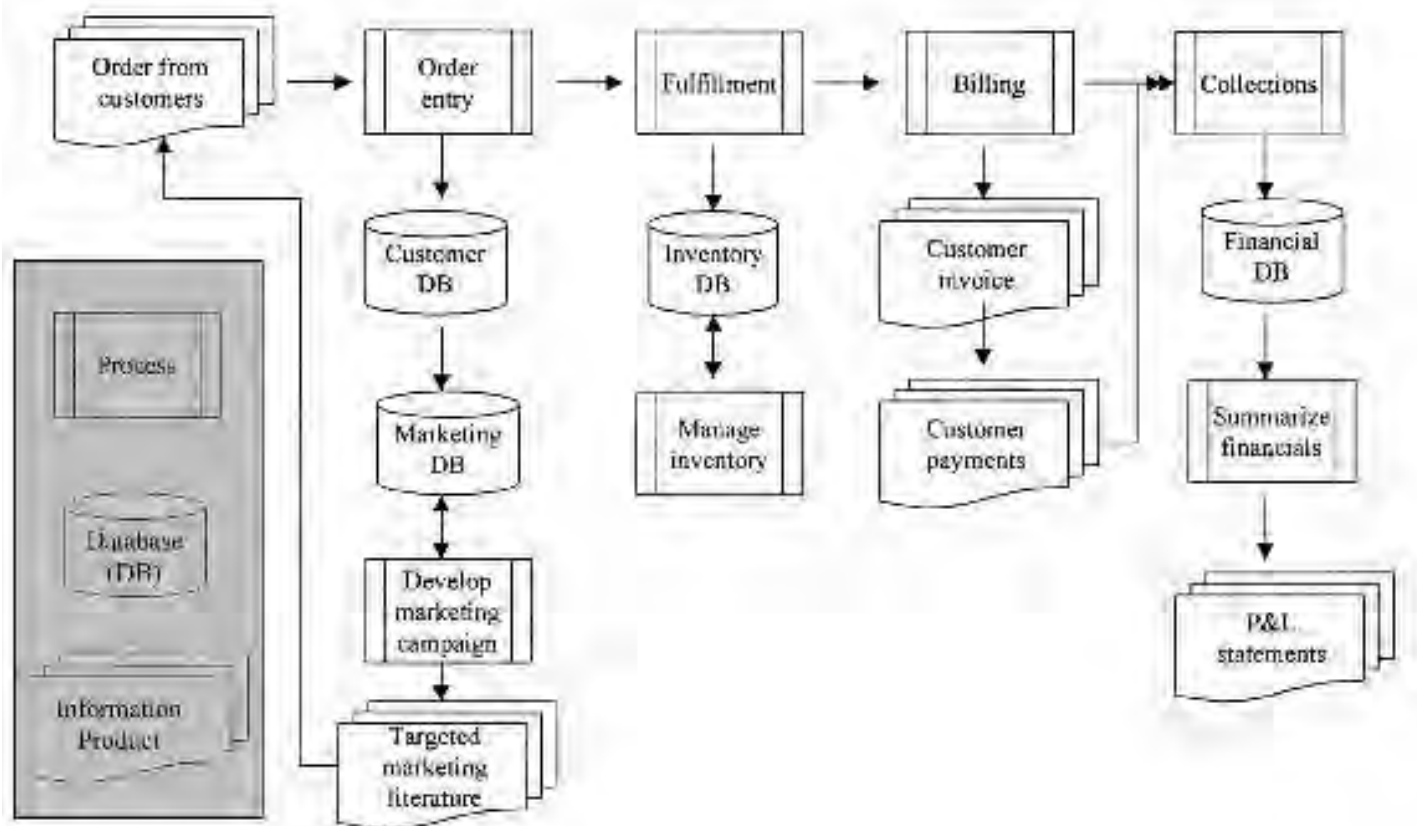 Order from
customers
Order
entry
Fulfillment
Billing
Collections
Customer
DB
Inventory
DB
Customer
invoice
Financial
DB
Process
Marketing
DB
Manage
inventory
Customer
payments
Summarize
financials
Database
(DB)
Develop
marketing
campaign
P&L
statements
Information
Product
Targeted
marketing
literature